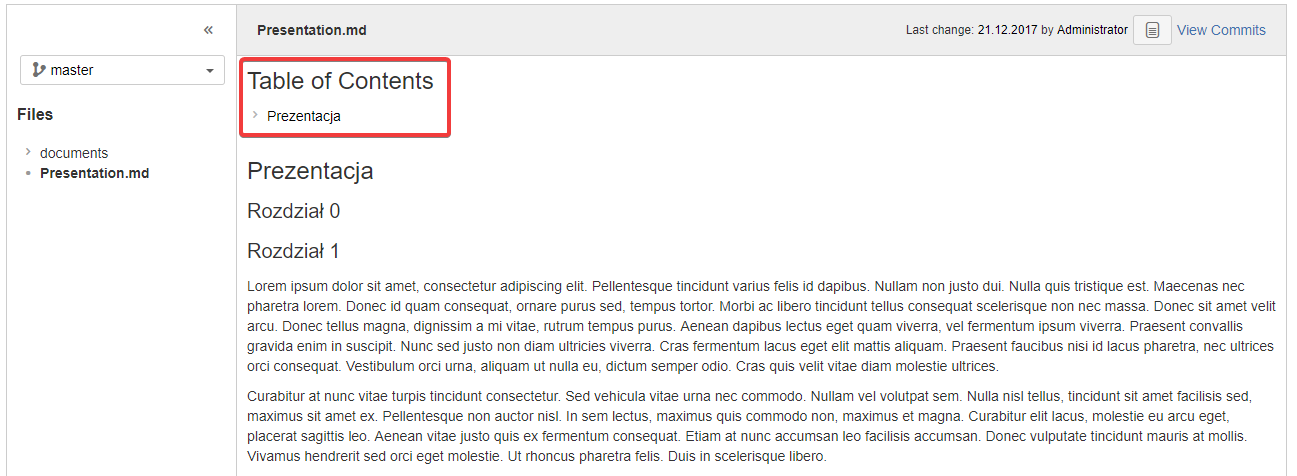 «
Presentation.md
Last change: 21.12.2017 by Administrator
View Commits
master
Files
documents
Presentation.md
Table of Contents
Prezentacja
Prezentacja
Rozdział 0
Rozdział 1
Lorem ipsum dolor sit amet, consectetur adipiscing elit. Pellentesque tincidunt varius felis id dapibus. Nullam non justo dui. Nulla quis tristique est. Maecenas nec
pharetra lorem. Donec id quam consequat, ornare purus sed, tempus tortor. Morbi ac libero tincidunt tellus consequat scelerisque non nec massa. Donec sit amet velit
arcu. Donec tellus magna, dignissim a mi vitae, rutrum tempus purus. Aenean dapibus lectus eget quam viverra, vel fermentum ipsum viverra. Praesent convallis
gravida enim in suscipit. Nunc sed justo non diam ultricies viverra. Cras fermentum lacus eget elit mattis aliquam. Praesent faucibus nisi id lacus pharetra, nec ultrices
orci consequat. Vestibulum orci urna, aliquam ut nulla eu, dictum semper odio. Cras quis velit vitae diam molestie ultrices.
Curabitur at nunc vitae turpis tincidunt consectetur. Sed vehicula vitae urna nec commodo. Nullam vel volutpat sem. Nulla nisl tellus, tincidunt sit amet facilisis sed,
maximus sit amet ex. Pellentesque non auctor nisl. In sem lectus, maximus quis commodo non, maximus et magna. Curabitur elit lacus, molestie eu arcu eget,
placerat sagittis leo. Aenean vitae justo quis ex fermentum consequat. Etiam at nunc accumsan leo facilisis accumsan. Donec vulputate tincidunt mauris at mollis.
Vivamus hendrerit sed orci eget molestie. Ut rhoncus pharetra felis. Duis in scelerisque libero.